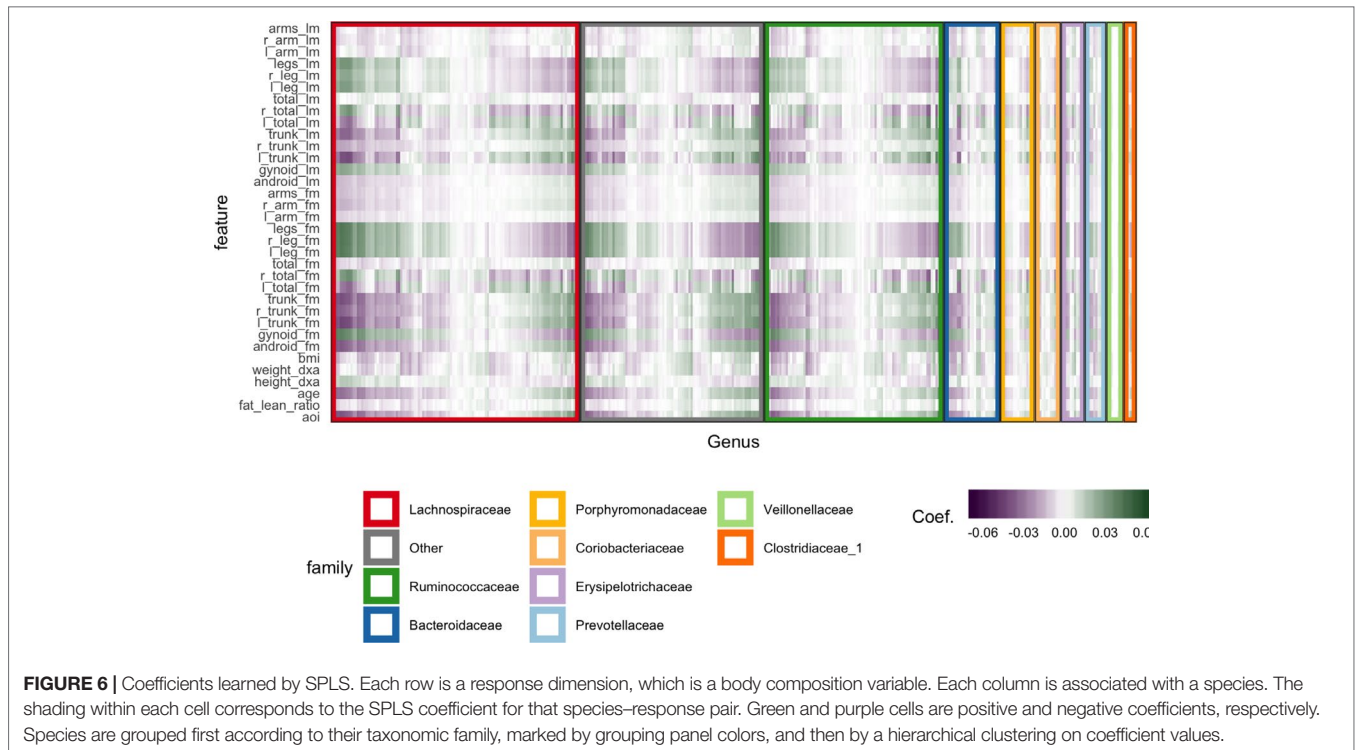 arms_lm
r_arm_lm
l_arm_lm
legs_lm
r_leg_lm
l_leg_lm
total_lm
r_total_lm
l_total_lm
trunk_lm
r_trunk_lm
l_trunk_lm
gynoid_lm
android_lm
arms_fm
r_arm_fm
l_arm_fm
legs_fm
r_leg_fm
l_leg_fm
total_fm
r_total_fm
l_total_fm
trunk_fm
r_trunk_fm
l_trunk_fm
gynoid_fm
android_fm
bmi
weight_dxa
height_dxa
age
fat_lean_ratio
aoi
feature
Genus
family
Lachnospiraceae
Other
Ruminococcaceae
Bacteroidaceae
Porphyromonadaceae
Coriobacteriaceae
Erysipelotrichaceae
Prevotellaceae
Veillonellaceae
Clostridiaceae_1
Coef.
-0.06 -0.03 0.00 0.03
FIGURE 6 | Coefficients learned by SPLS. Each row is a response dimension, which is a body composition variable. Each column is associated with a species. The
shading within each cell corresponds to the SPLS coefficient for that species–response pair. Green and purple cells are positive and negative coefficients, respectively.
Species are grouped first according to their taxonomic family, marked by grouping panel colors, and then by a hierarchical clustering on coefficient values.